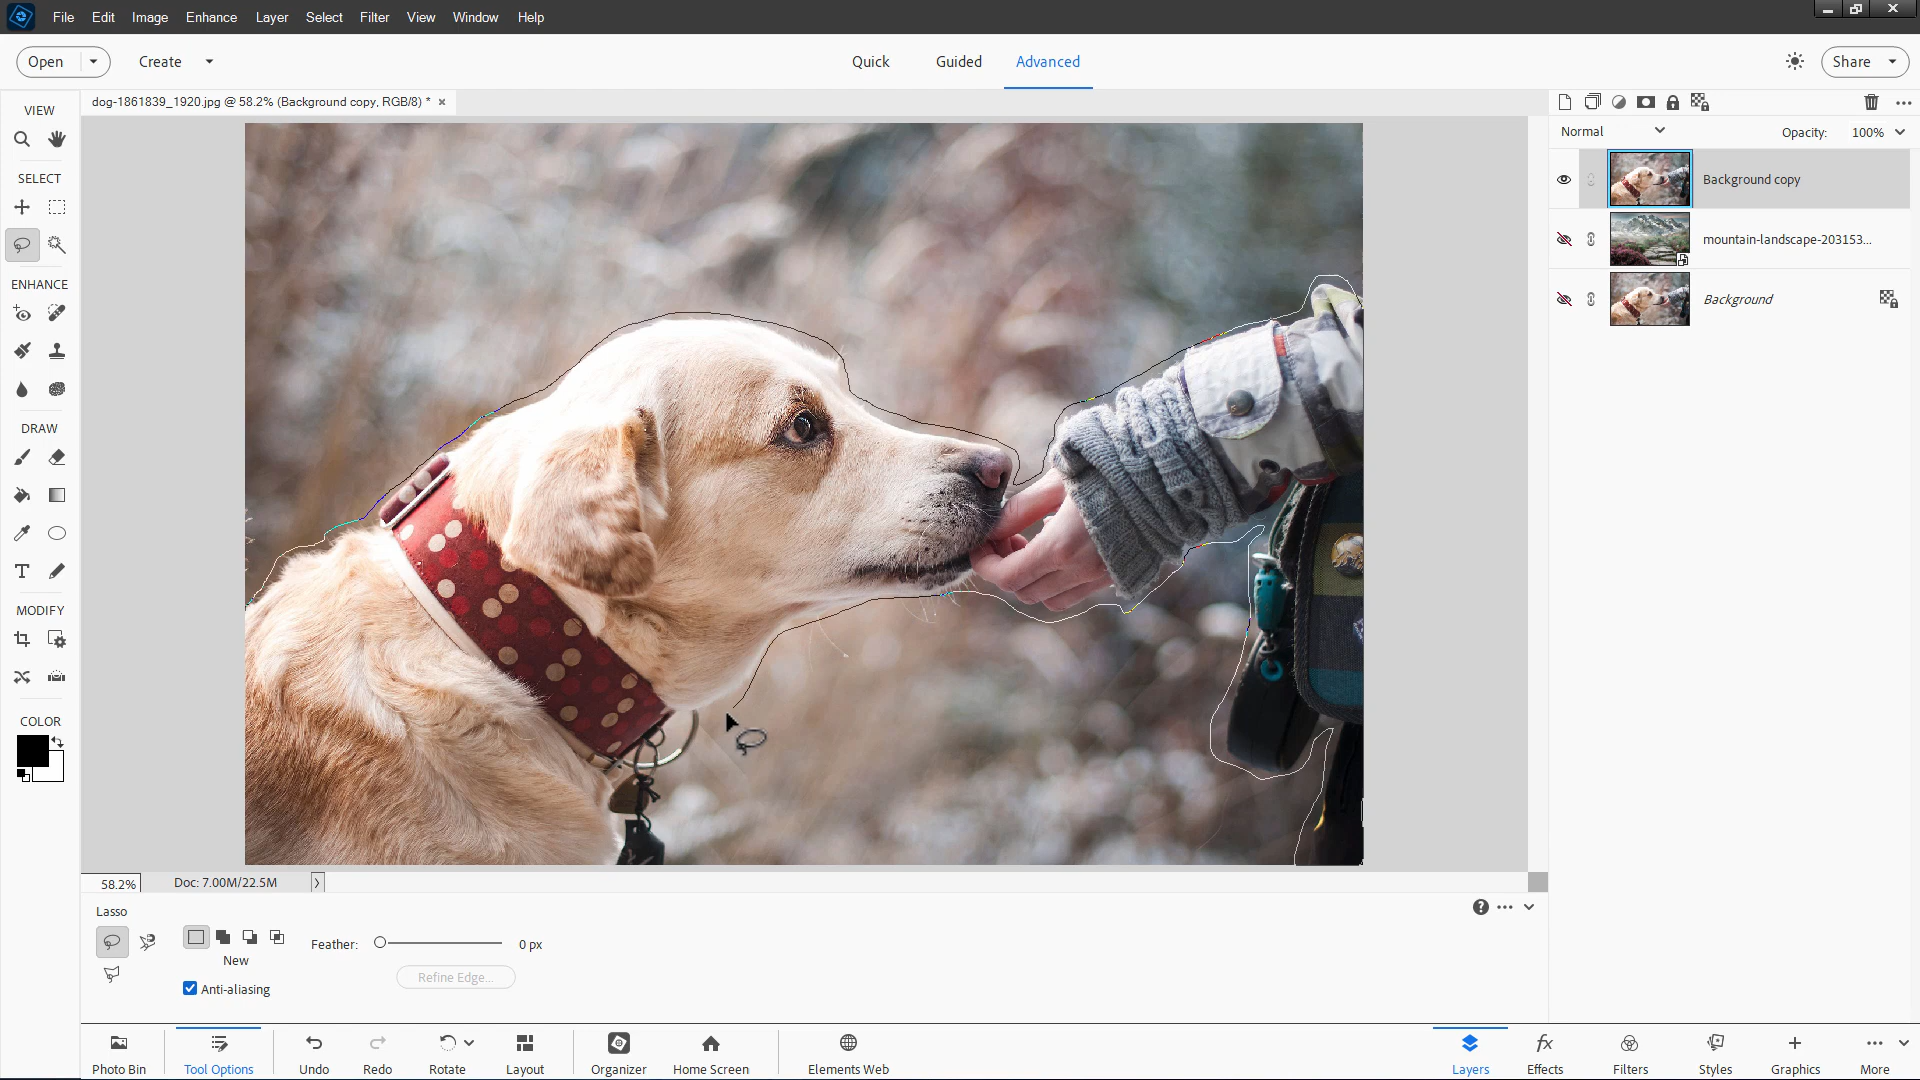 File Edit Image Enhance Layer Select Filter View Window Help
Open Create Quick Guided Advanced Share
VIEW
SELECT
ENHANCE
DRAW
MODIFY
COLOR
dog-1861839_1920.jpg @ 58.2% (Background copy, RGB/8) *
Normal Opacity: 100%
Background copy
mountain-landscape-203153...
Background
58.2% Doc: 7.00M/22.5M
Lasso
New
Feather: 0 px
Refine Edge...
Anti-aliasing
Photo Bin Tool Options Undo Redo Rotate Layout Organizer Home Screen Elements Web Layers Effects Filters Styles Graphics More